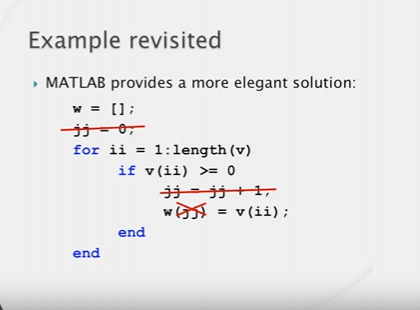 Example revisited
MATLAB provides a more elegant solution:
w = [];
jj = 0;
for ii = 1:length(v)
if v(ii) >= 0
jj = jj + 1;
w(jj) = v(ii);
end
end